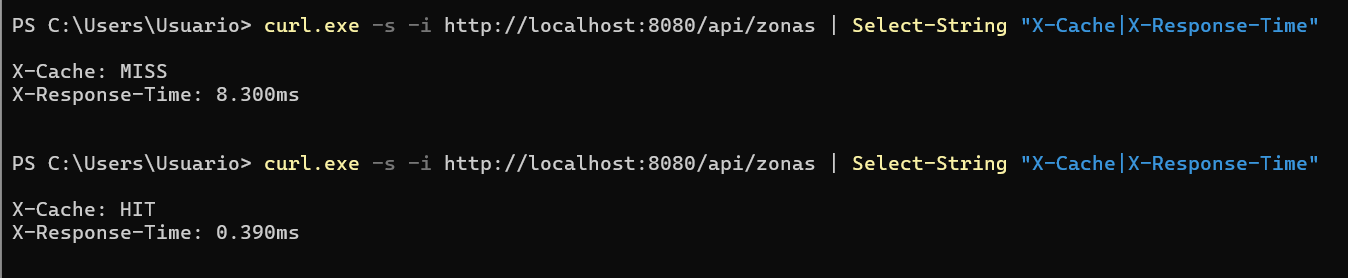 PS C:\Users\Usuario> curl.exe -s -i http://localhost:8080/api/zonas | Select-String "X-Cache|X-Response-Time"
X-Cache: MISS
X-Response-Time: 8.300ms
PS C:\Users\Usuario> curl.exe -s -i http://localhost:8080/api/zonas | Select-String "X-Cache|X-Response-Time"
X-Cache: HIT
X-Response-Time: 0.390ms